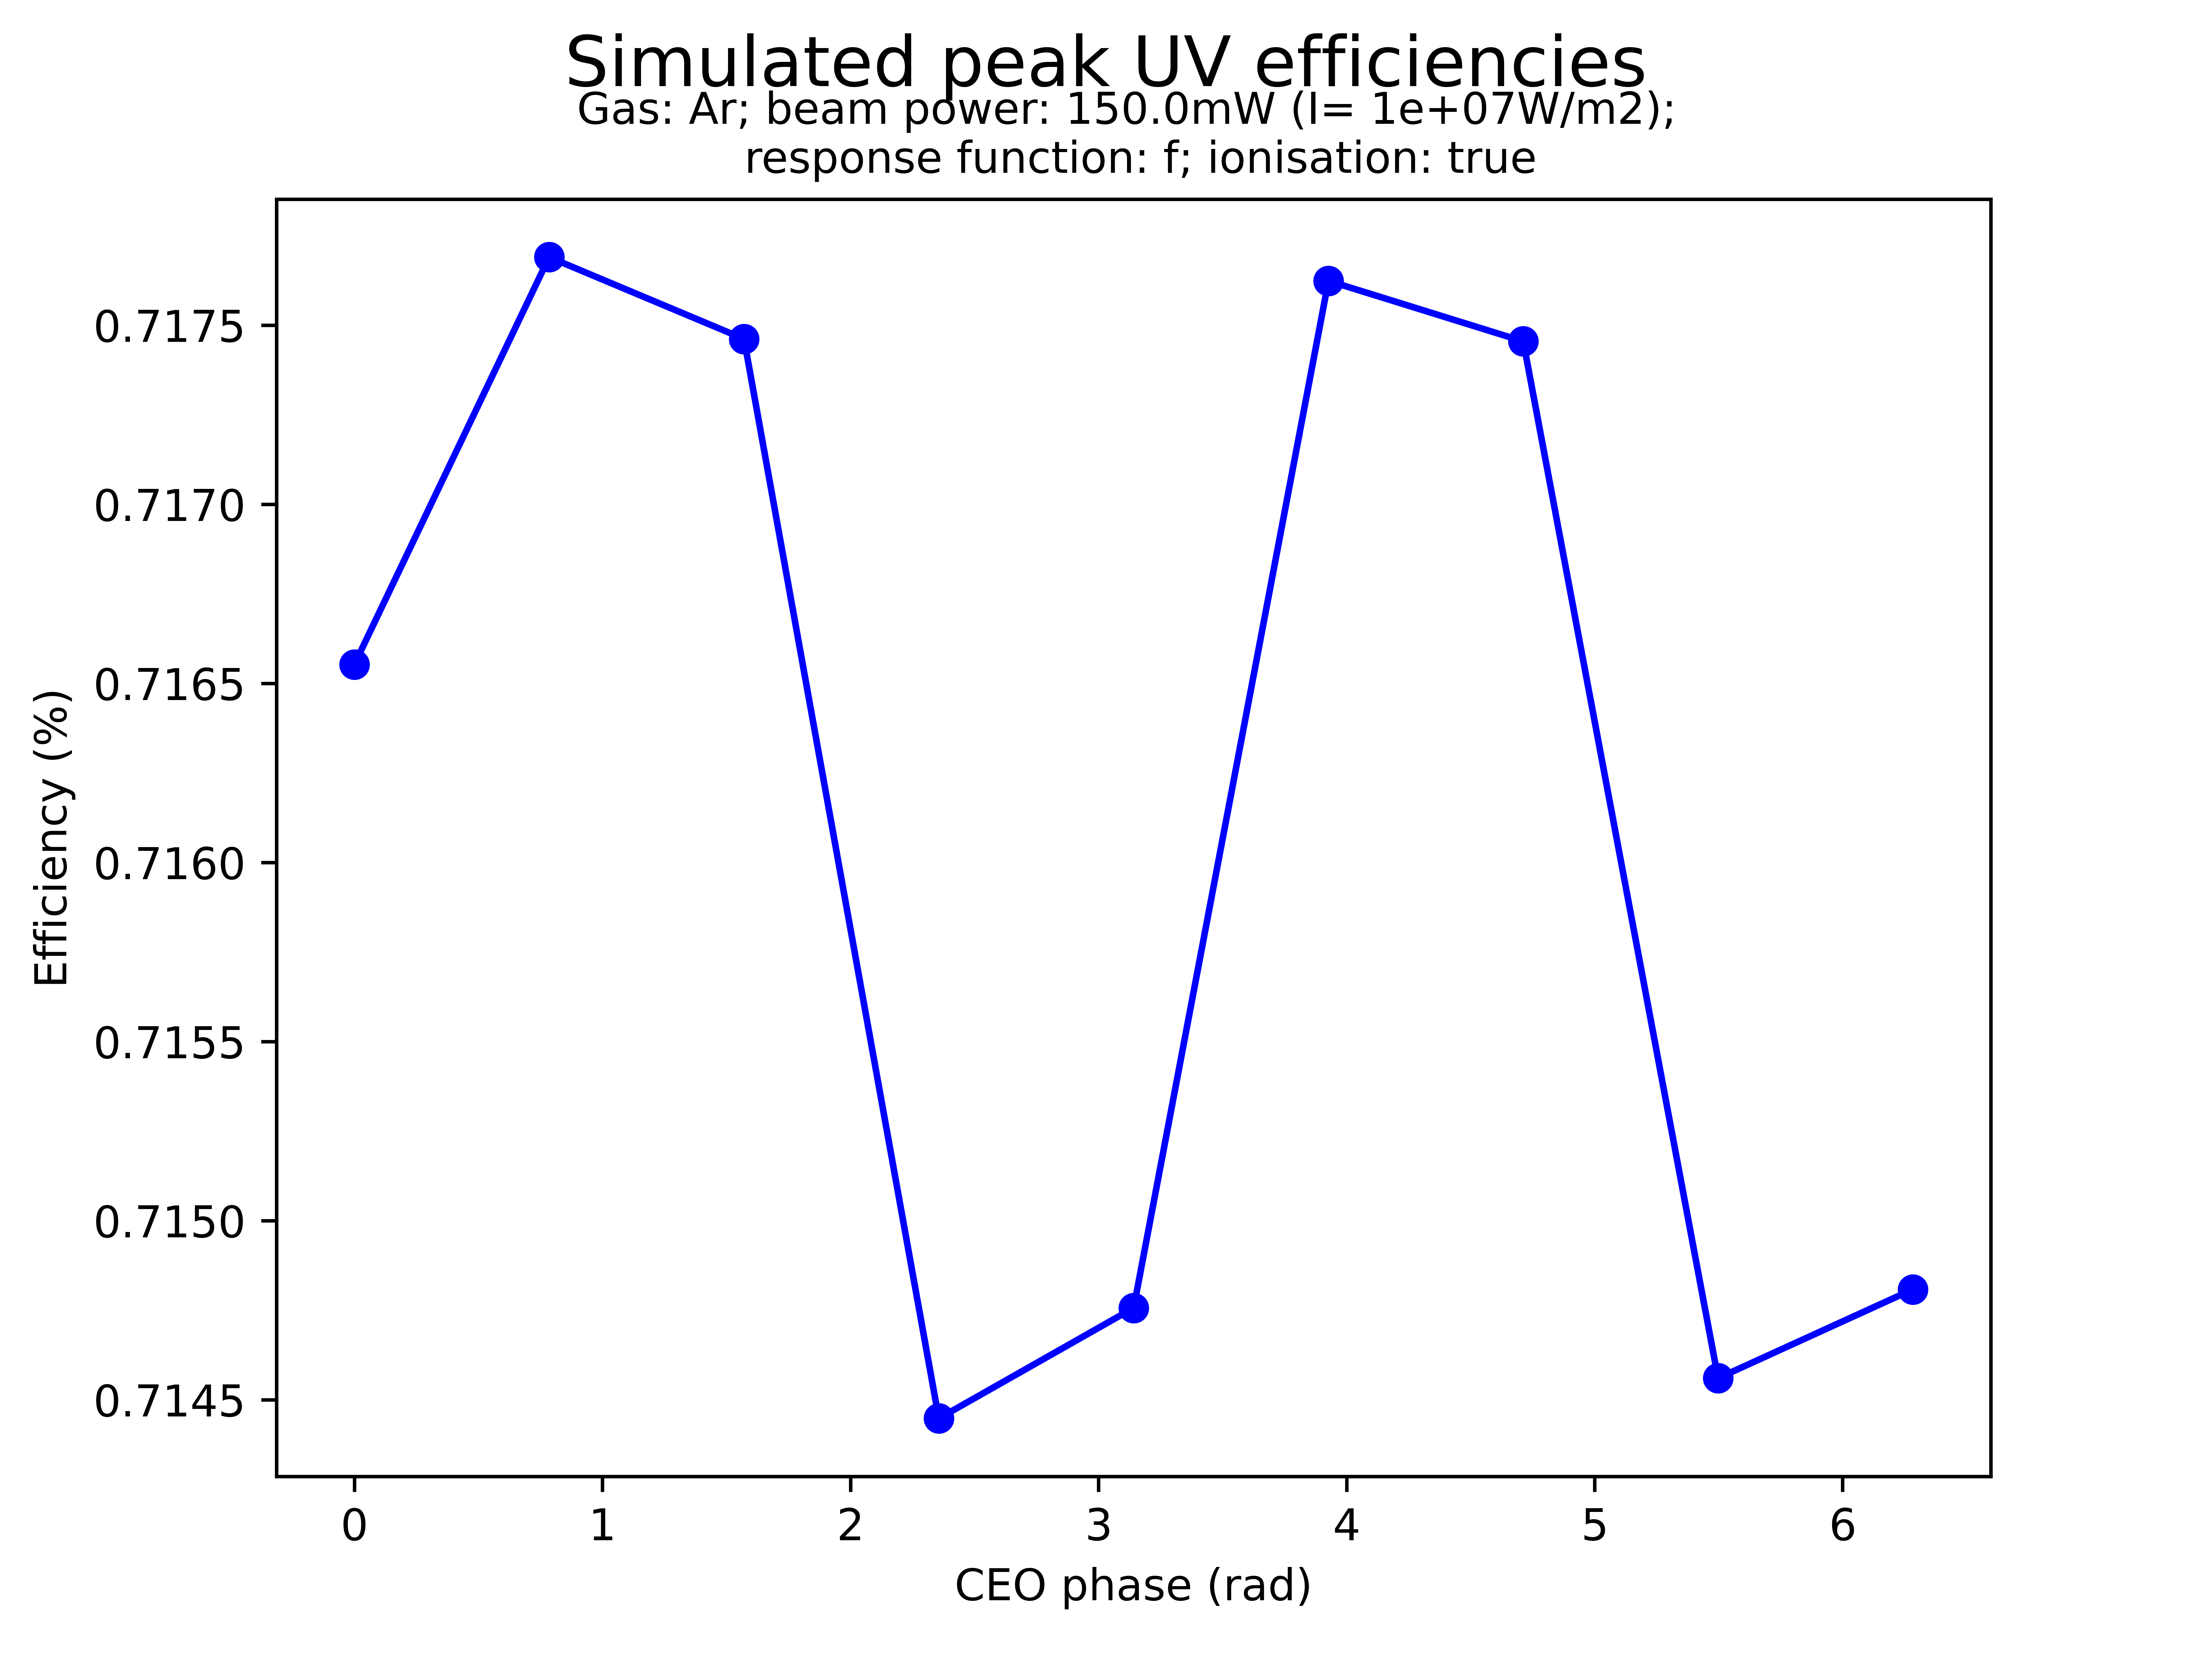 Simulated peak UV efficiencies
Gas: Ar; beam power: 150.0mW (I= 1e+07W/m2);
response function: f; ionisation: true
0.7175
0.7170
0.7165
0.7160
0.7155
0.7150
0.7145
Efficiency (%)
0 1 2 3 4 5 6
CEO phase (rad)